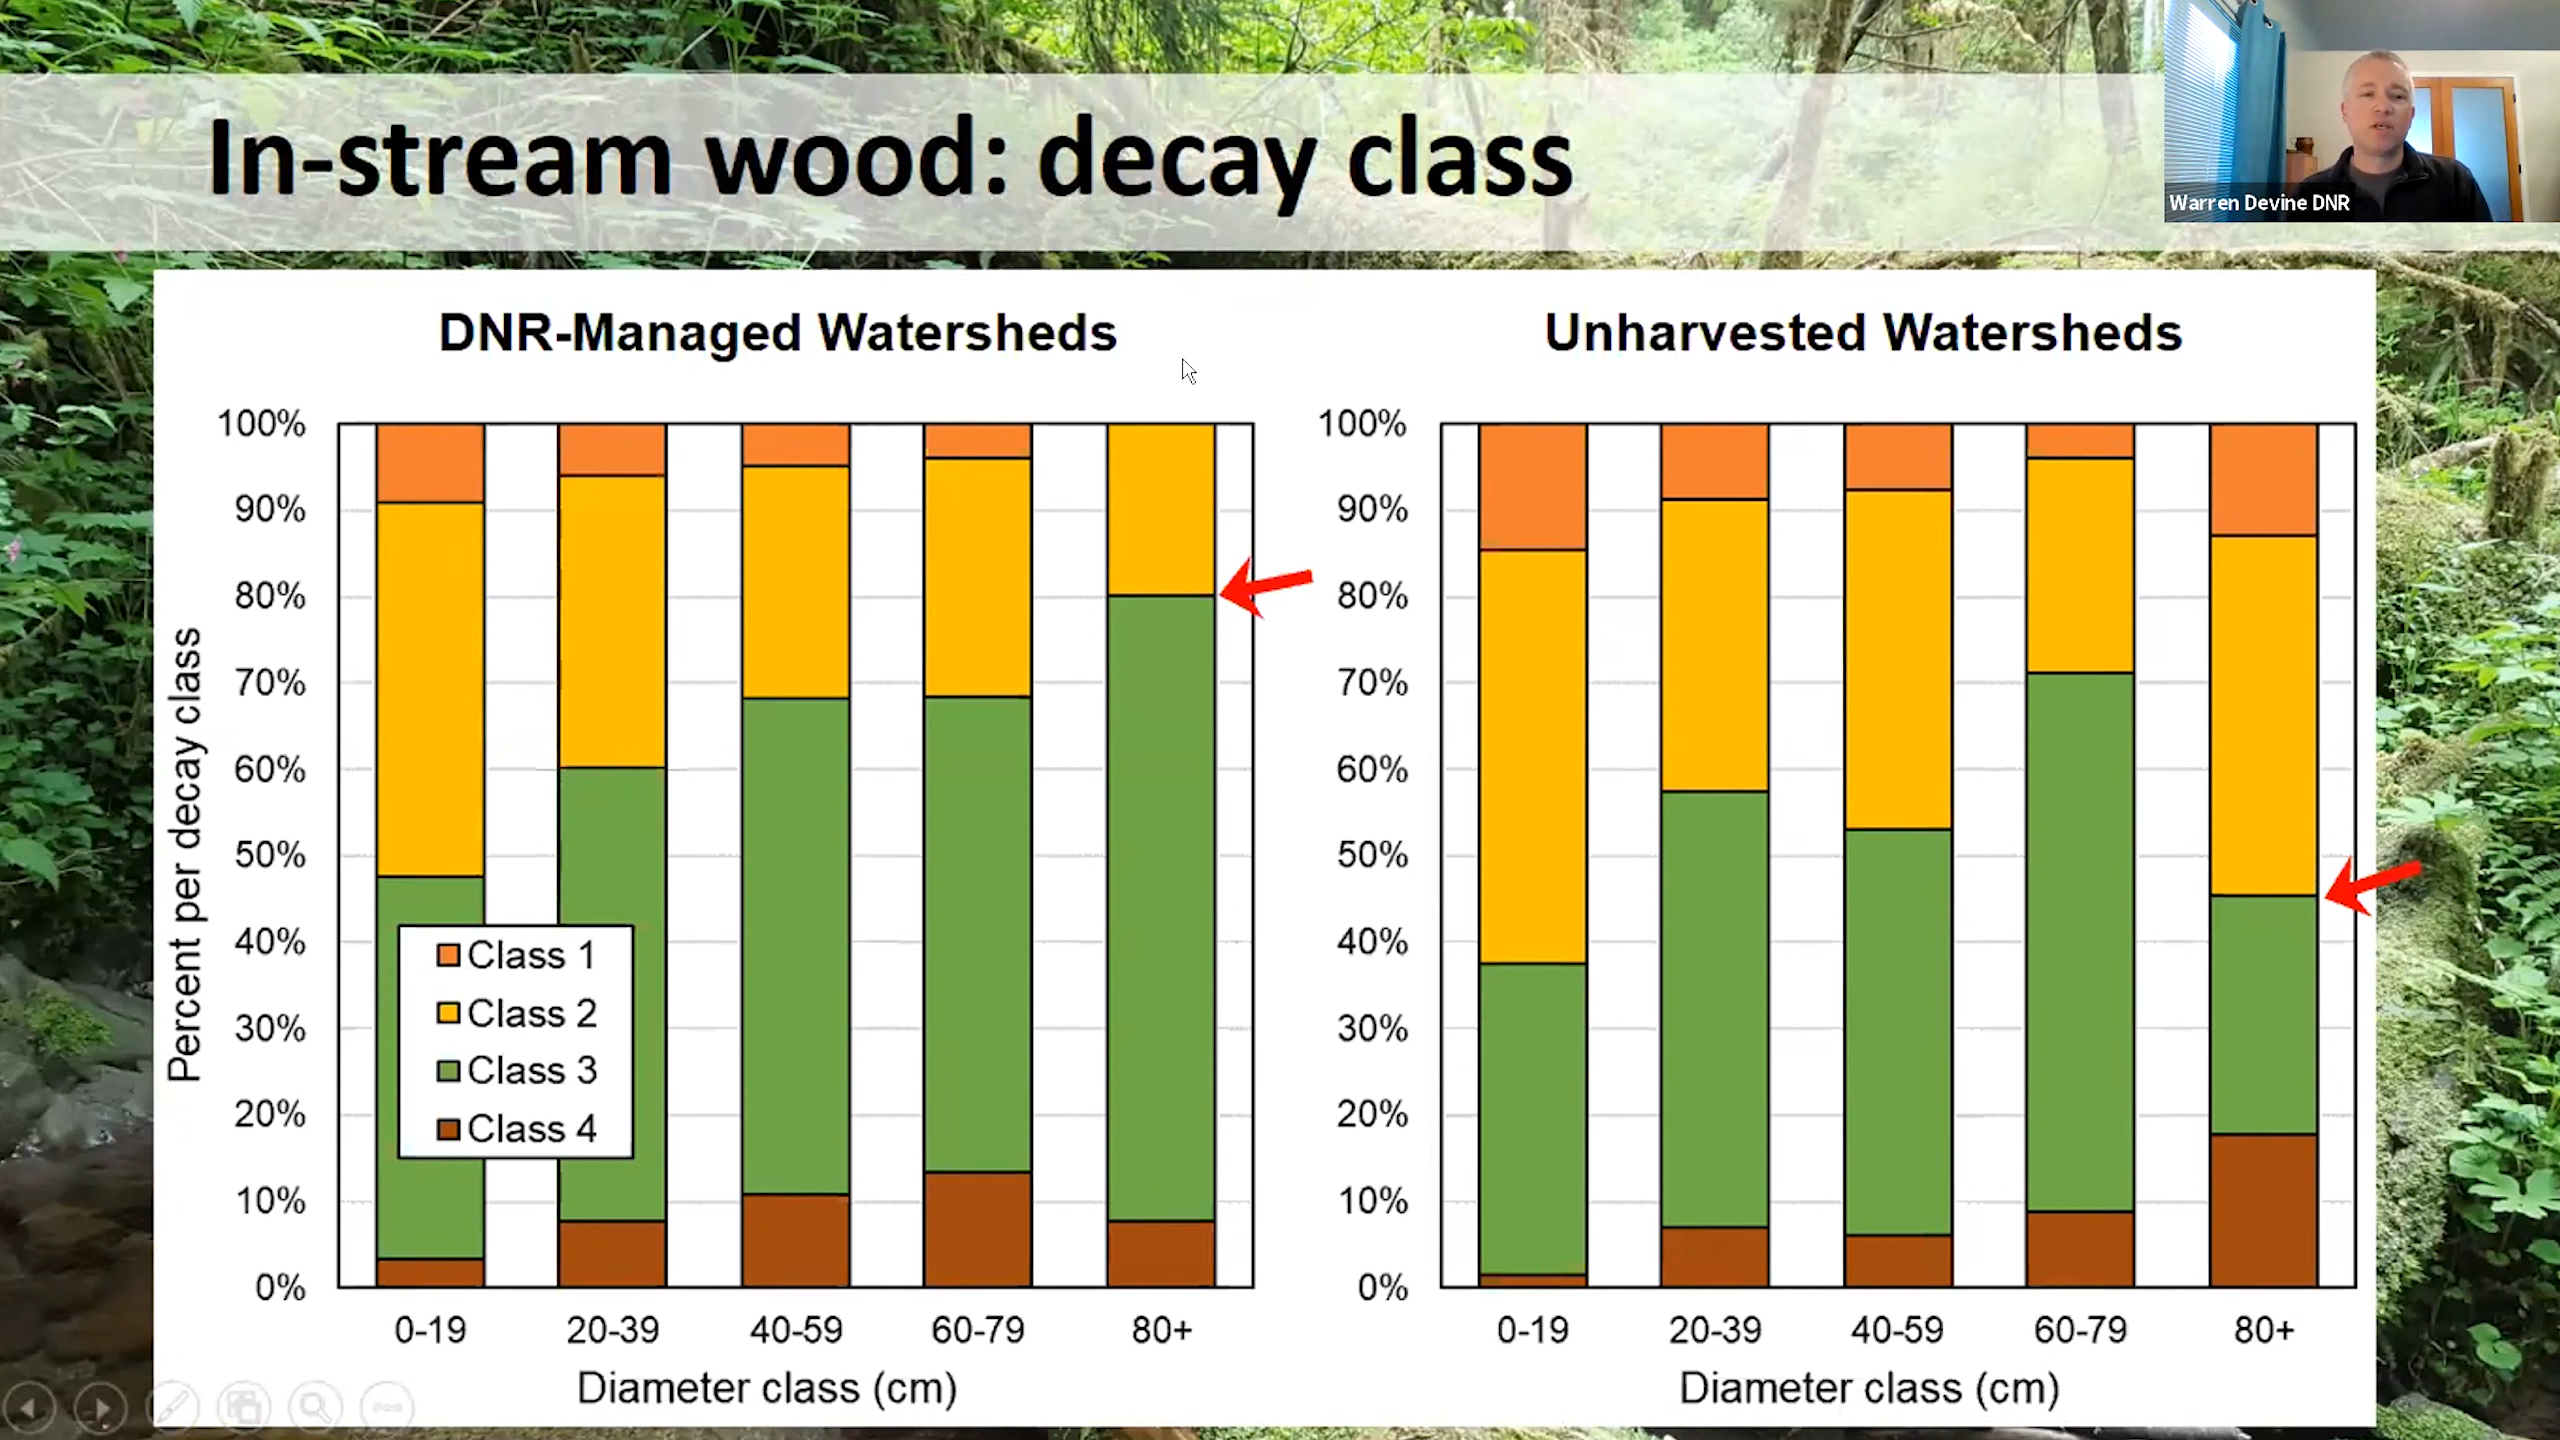 In-stream wood: decay class
Warren Devine DNR
DNR-Managed Watersheds
Percent per decay class
100%
90%
80%
70%
60%
50%
40%
30%
20%
10%
0%
Class 1
Class 2
Class 3
Class 4
0-19 20-39 40-59 60-79 80+
Diameter class (cm)
Unharvested Watersheds
100%
90%
80%
70%
60%
50%
40%
30%
20%
10%
0%
0-19 20-39 40-59 60-79 80+
Diameter class (cm)